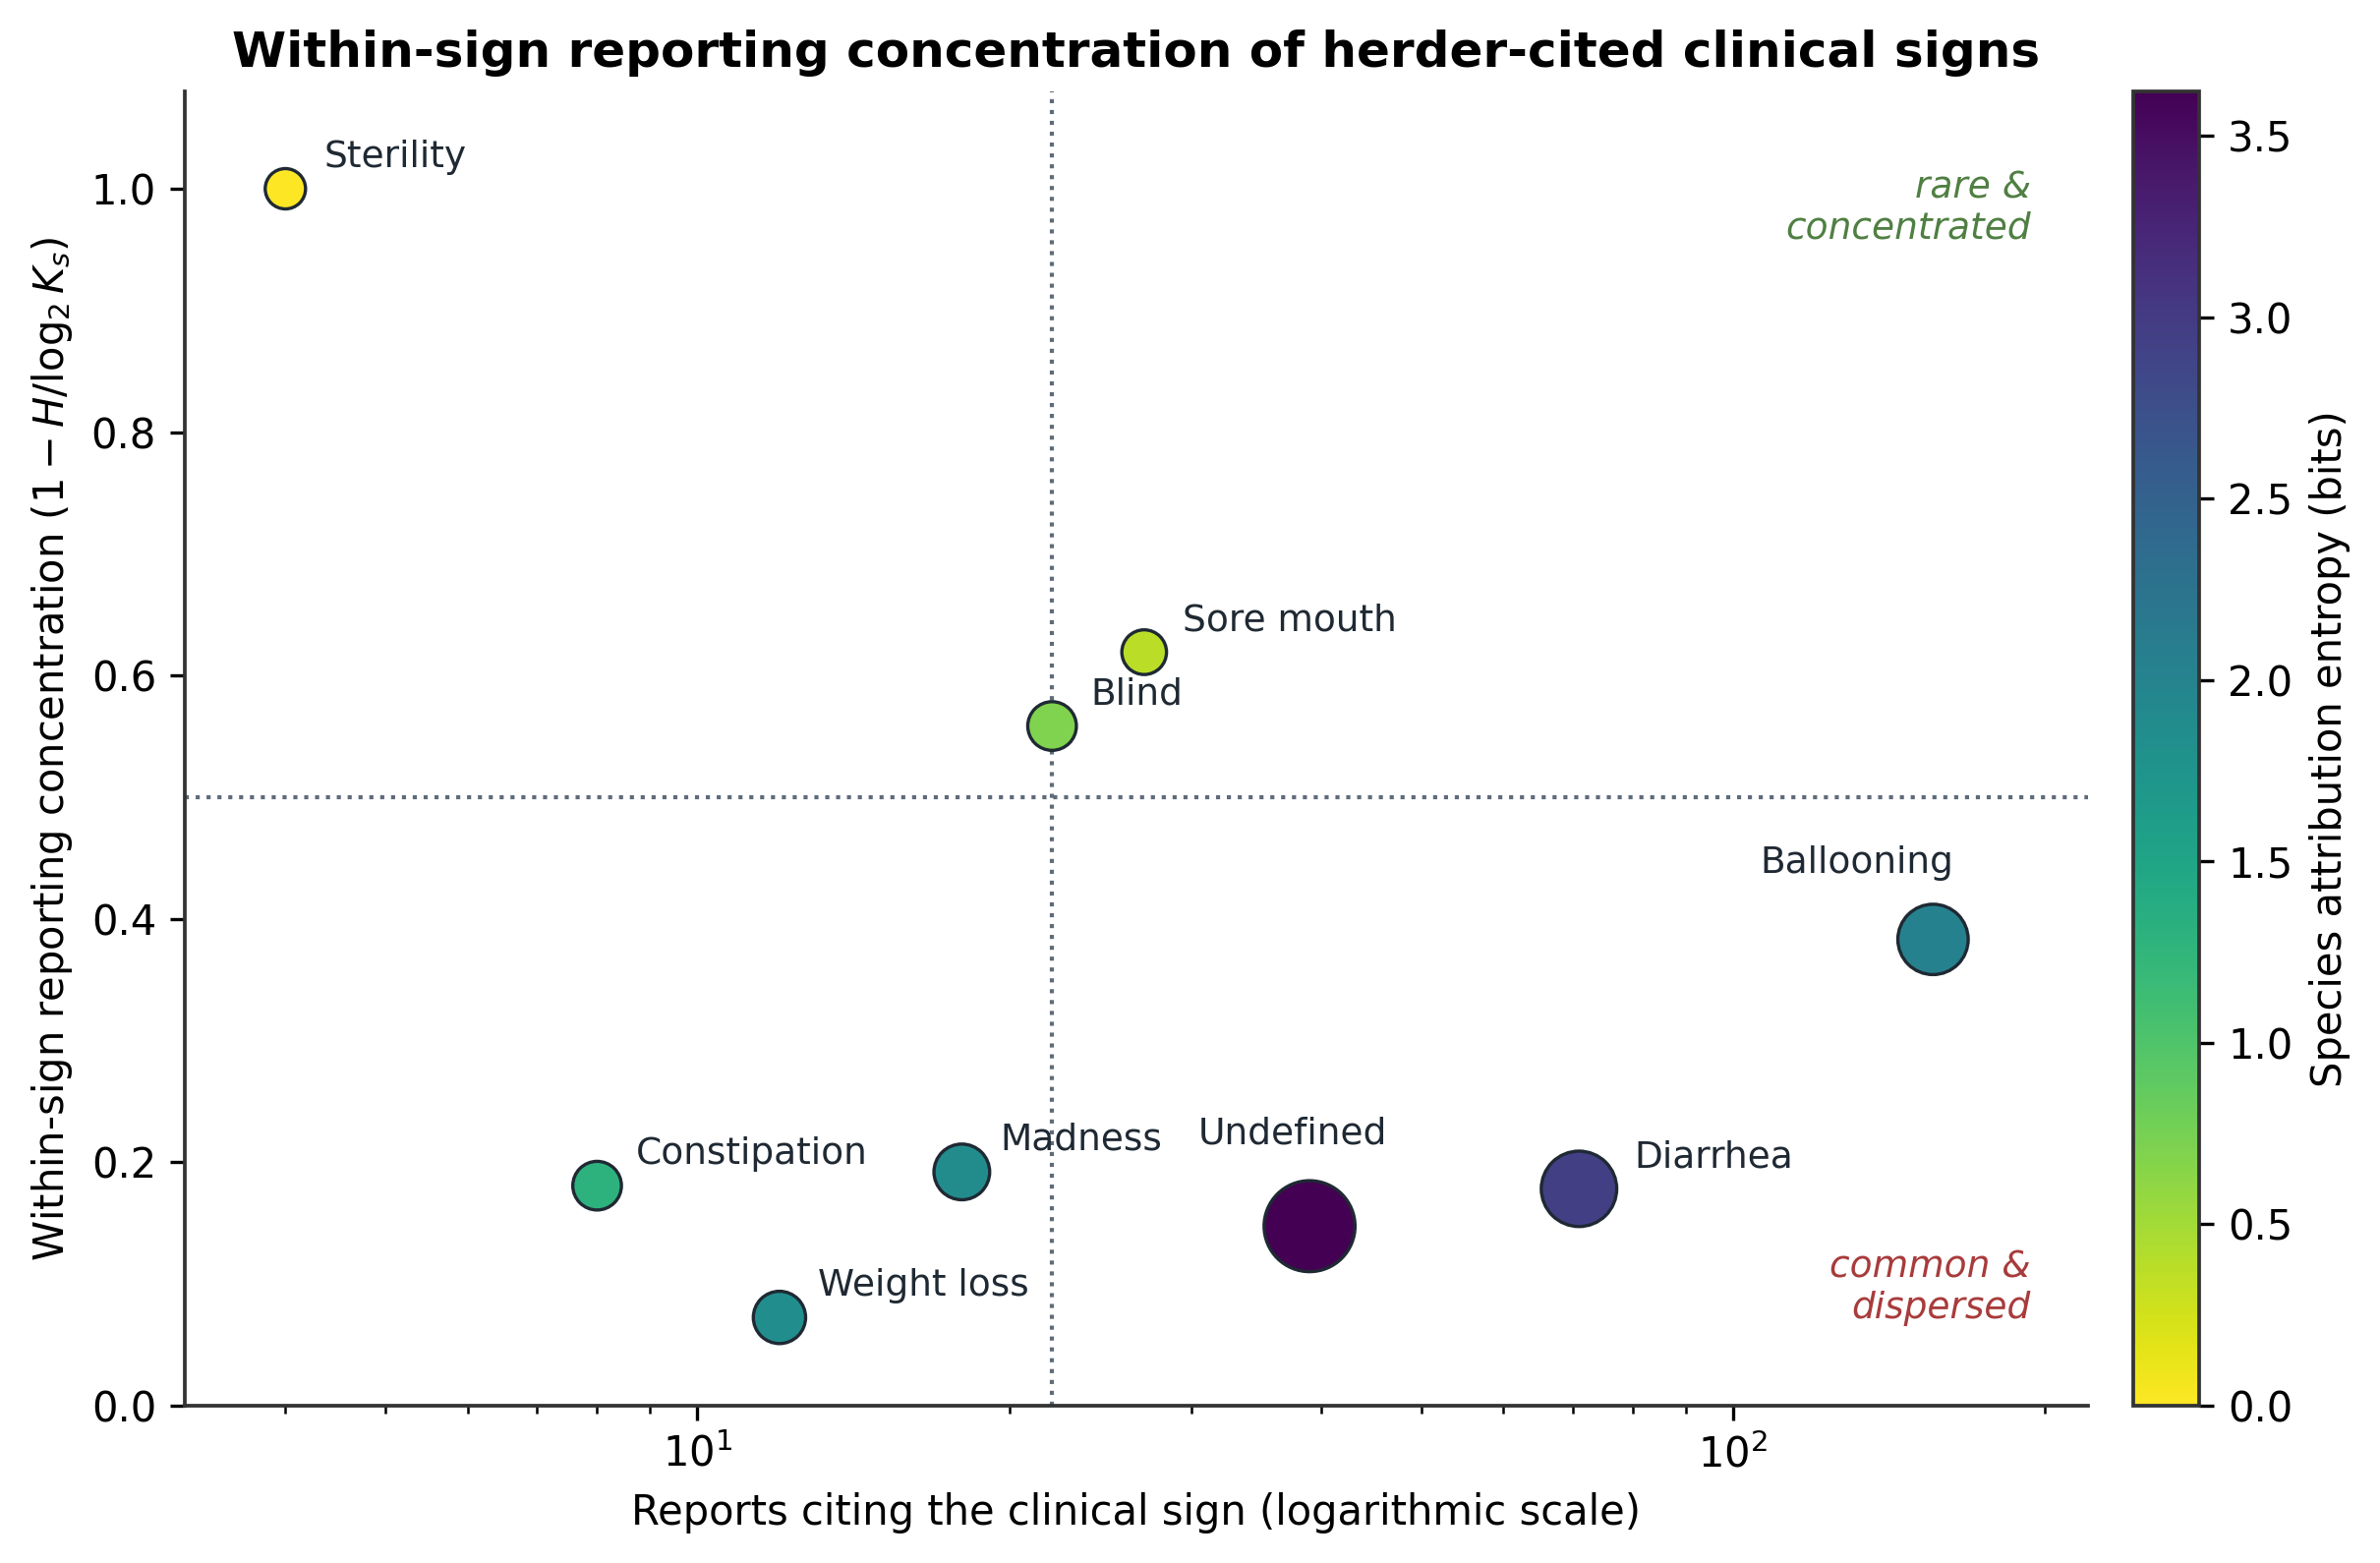 Within-sign reporting concentration of herder-cited clinical signs
Within-sign reporting concentration (1 − H/log₂ Kₛ)
1.0
0.8
0.6
0.4
0.2
0.0
Sterility
rare &
concentrated
Sore mouth
Blind
Ballooning
Constipation
Madness
Undefined
Diarrhea
Weight loss
common &
dispersed
10¹
10²
Reports citing the clinical sign (logarithmic scale)
3.5
3.0
2.5
2.0
1.5
1.0
0.5
0.0
Species attribution entropy (bits)